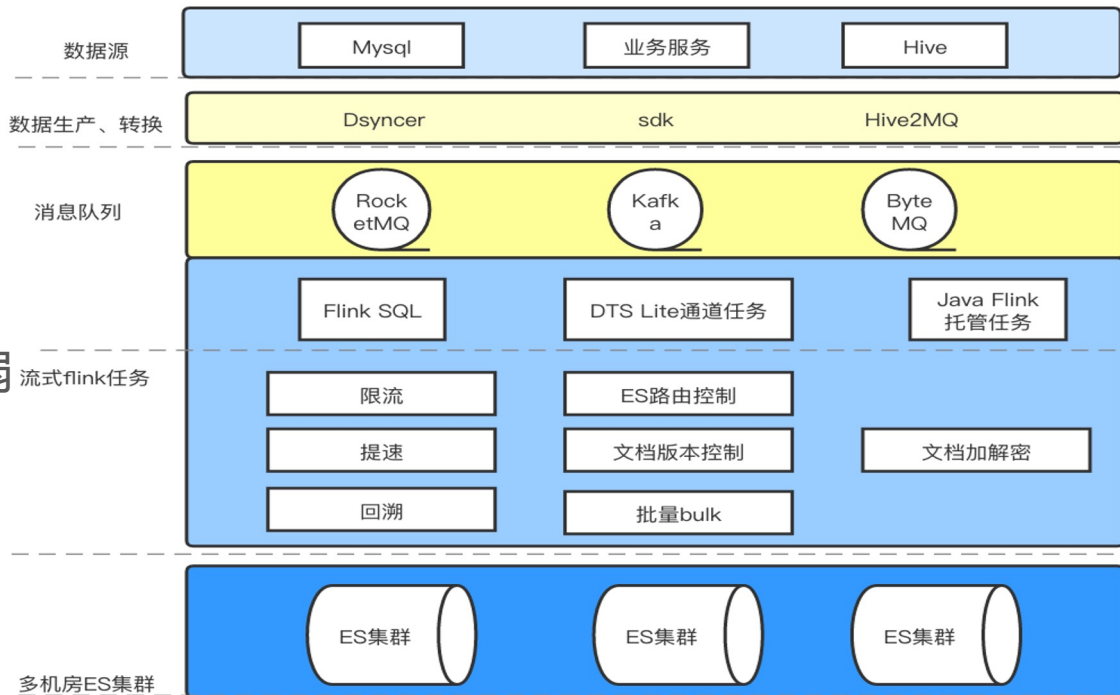 数据源
Mysql
业务服务
Hive
数据生产、转换
Dsyncer
sdk
Hive2MQ
消息队列
Rock
etMQ
Kafk
a
Byte
MQ
Flink SQL
DTS Lite通道任务
Java Flink
托管任务
流式flink任务
限流
ES路由控制
提速
文档版本控制
文档加解密
回溯
批量bulk
ES集群
ES集群
ES集群
多机房ES集群